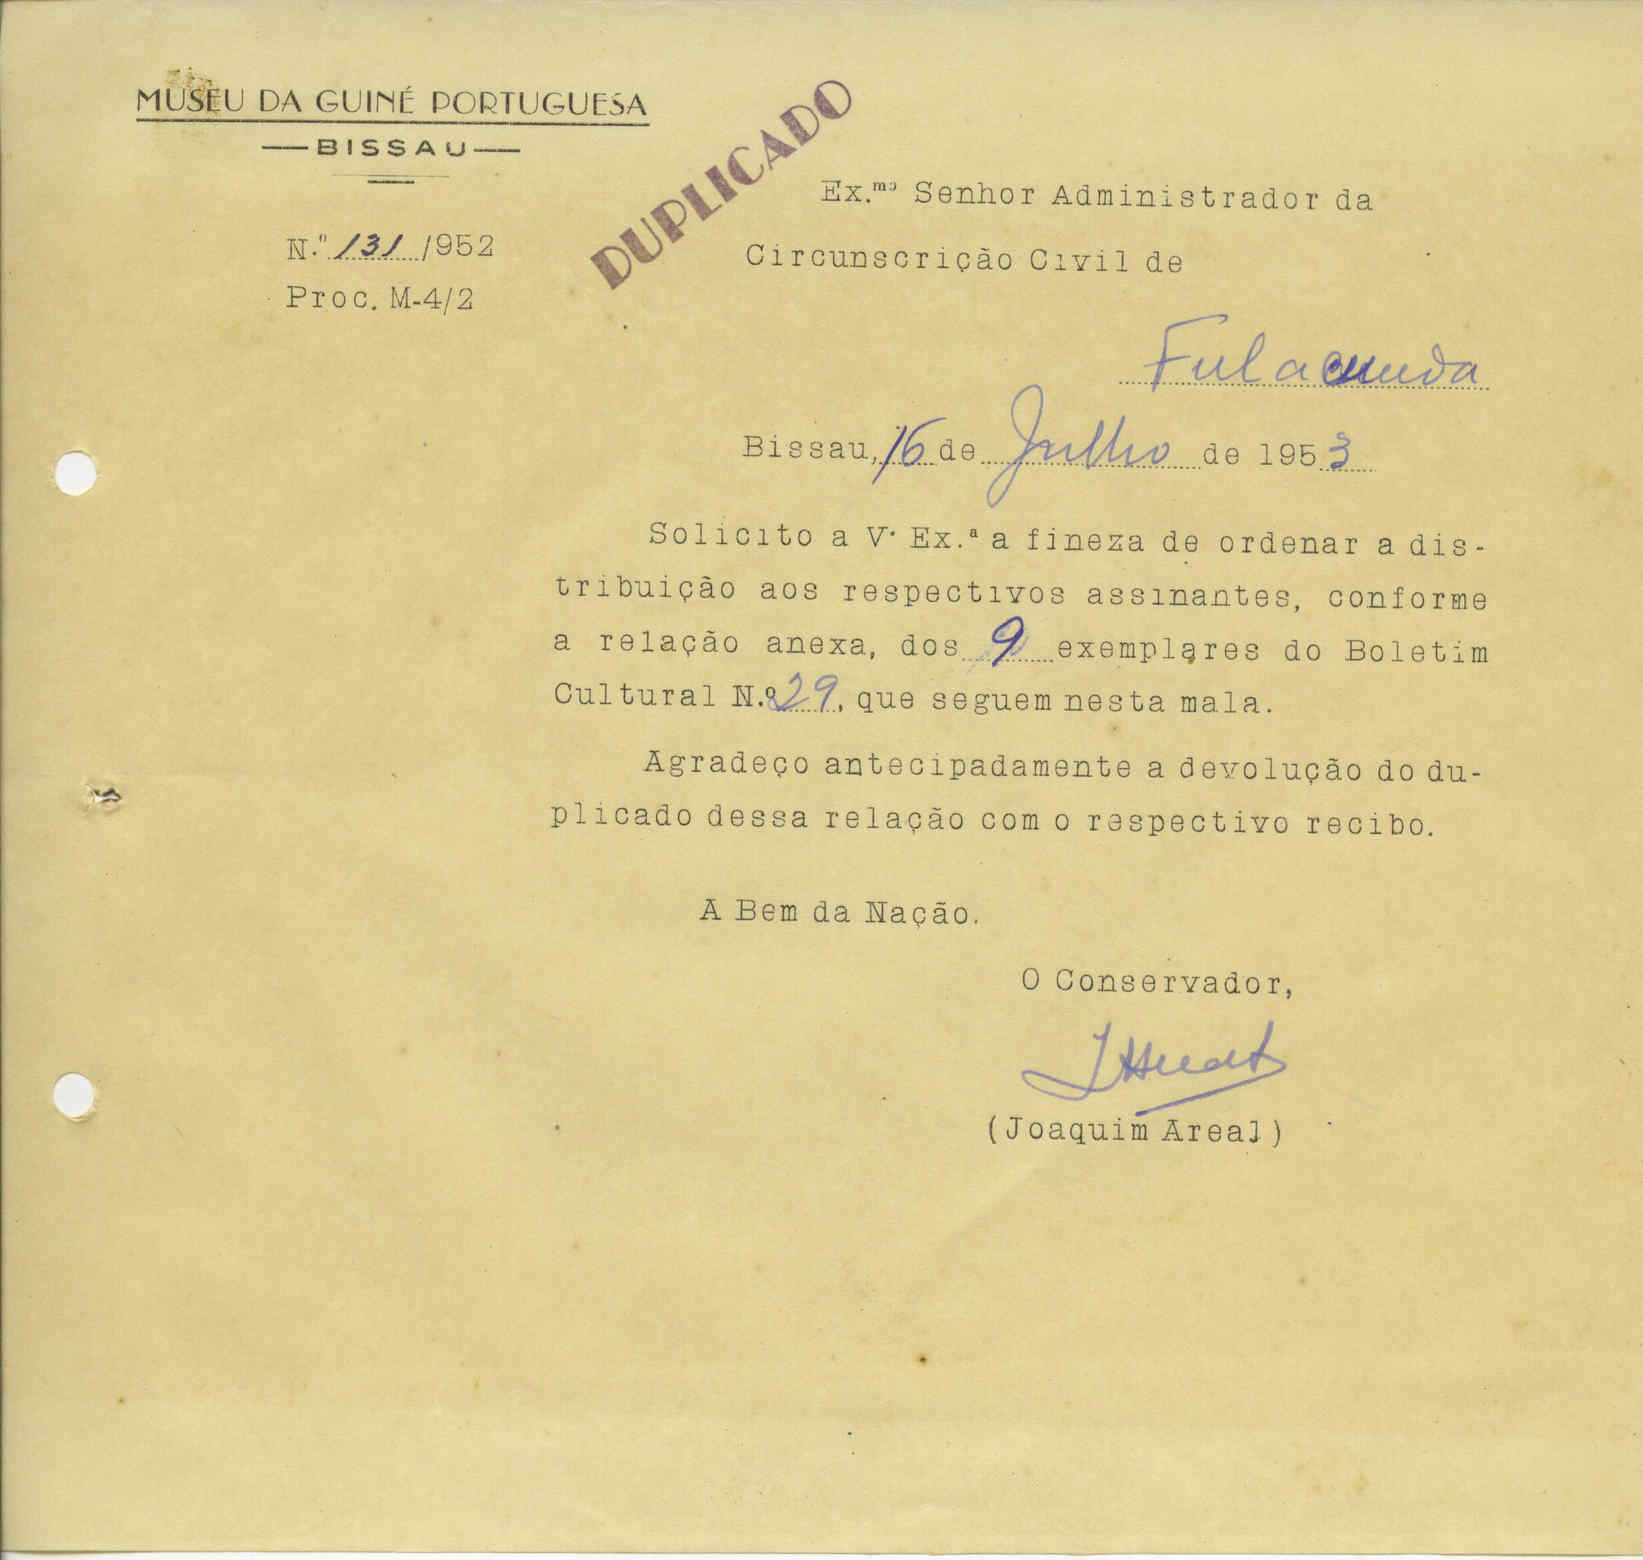 MUSEU DA GUINÉ PORTUGUESA
BISSAU
DUPLICADO
N.º 131 /952
Proc. M-4/2
Ex.mo Senhor Administrador da
Circunscrição Civil de
Fulacunda
Bissau, 16 de Julho de 1953
Solicito a V. Ex.ª a fineza de ordenar a dis-
tribuição aos respectivos assinantes, conforme
a relação anexa, dos 9 exemplares do Boletim
Cultural N.º 29, que seguem nesta mala.
Agradeço antecipadamente a devolução do du-
plicado dessa relação com o respectivo recibo.
A Bem da Nação.
O Conservador,
(Joaquim Areal)